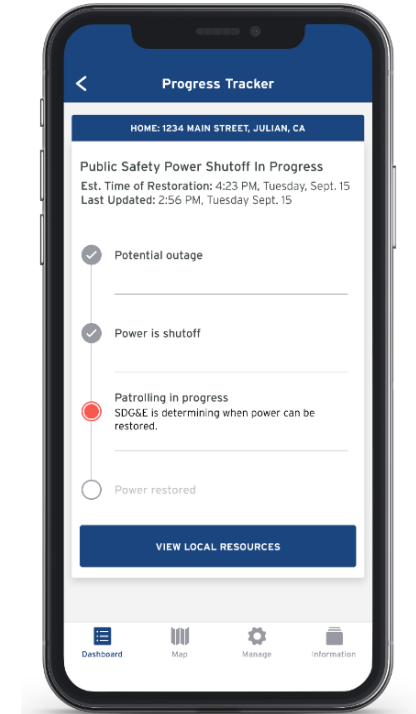 Progress Tracker
HOME: 1234 MAIN STREET, JULIAN, CA
Public Safety Power Shutoff In Progress
Est. Time of Restoration: 4:23 PM, Tuesday, Sept. 15
Last Updated: 2:56 PM, Tuesday Sept. 15
Potential outage
Power is shutoff
Patrolling in progress
SDG&E is determining when power can be
restored.
Power restored
VIEW LOCAL RESOURCES
Dashboard Map Manage Information